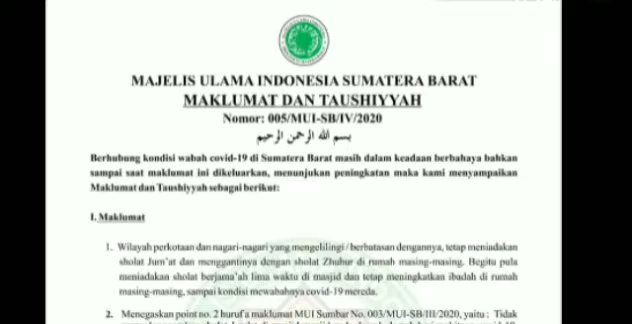 MAJELIS ULAMA INDONESIA SUMATERA BARAT
MAKLUMAT DAN TAUSHIYYAH
Nomor: 005/MUI-SB/IV/2020
بسم الله الرحمن الرحيم
Berhubung kondisi wabah covid-19 di Sumatera Barat masih dalam keadaan berbahaya bahkan
sampai saat maklumat ini dikeluarkan, menunjukan peningkatan maka kami menyampaikan
Maklumat dan Taushiyyah sebagai berikut:
I. Maklumat
1. Wilayah perkotaan dan nagari-nagari yang mengelilingi / berbatasan dengannya, tetap meniadakan
sholat Jum'at dan menggantinya dengan sholat Zhuhur di rumah masing-masing. Begitu pula
meniadakan sholat berjama'ah lima waktu di masjid dan tetap meningkatkan ibadah di rumah
masing-masing, sampai kondisi mewabahnya covid-19 mereda.
2. Menegaskan point no. 2 huruf a maklumat MUI Sumbar No. 003/MUI-SB/III/2020, yaitu : Tidak